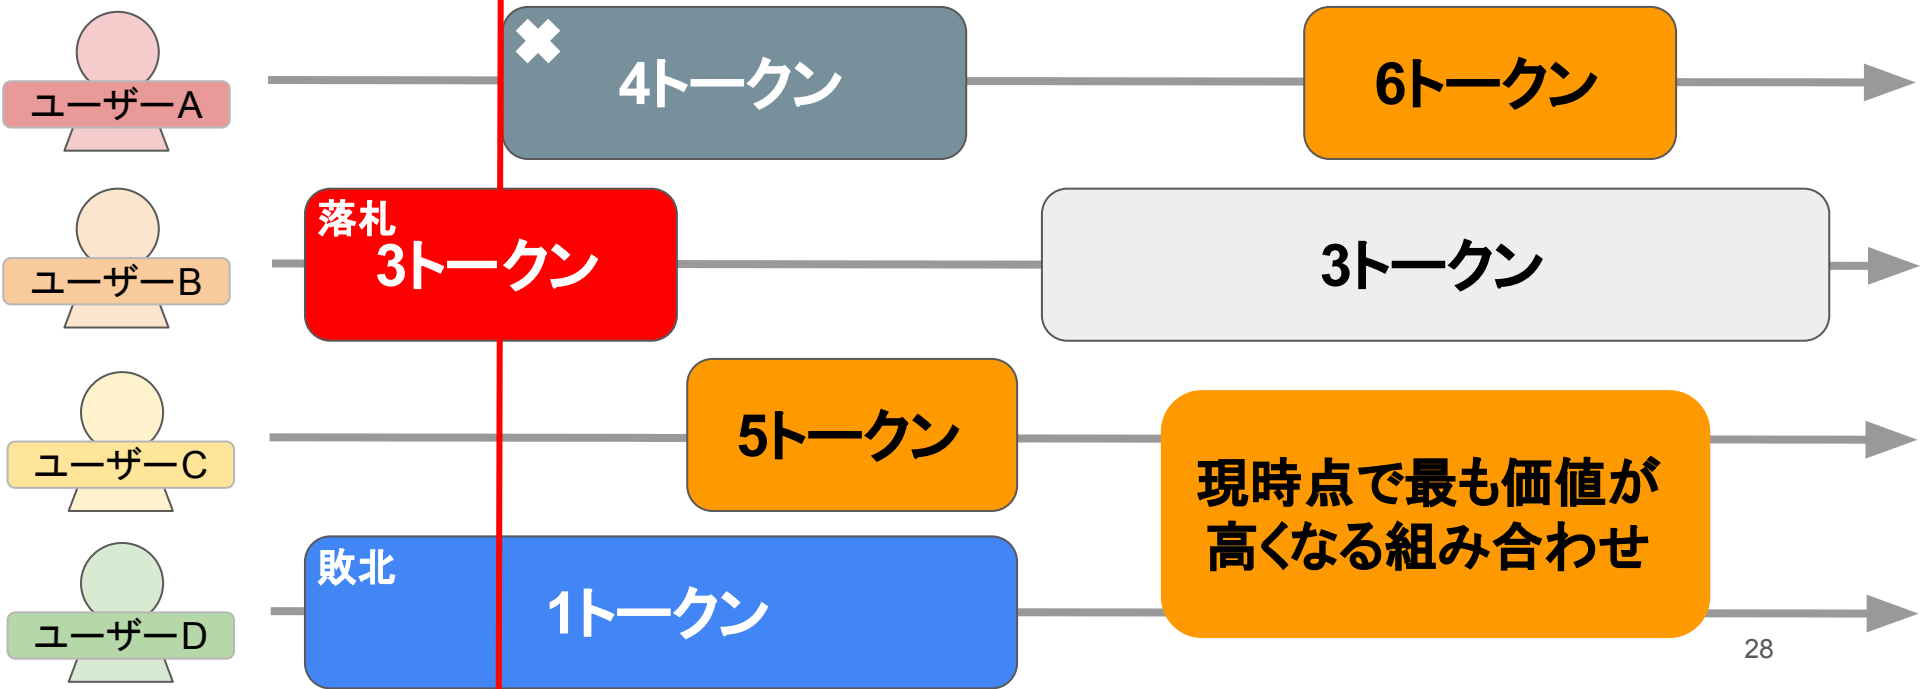 ユーザーA
✖
4トークン
6トークン
ユーザーB
落札
3トークン
3トークン
ユーザーC
5トークン
現時点で最も価値が
高くなる組み合わせ
ユーザーD
敗北
1トークン
28